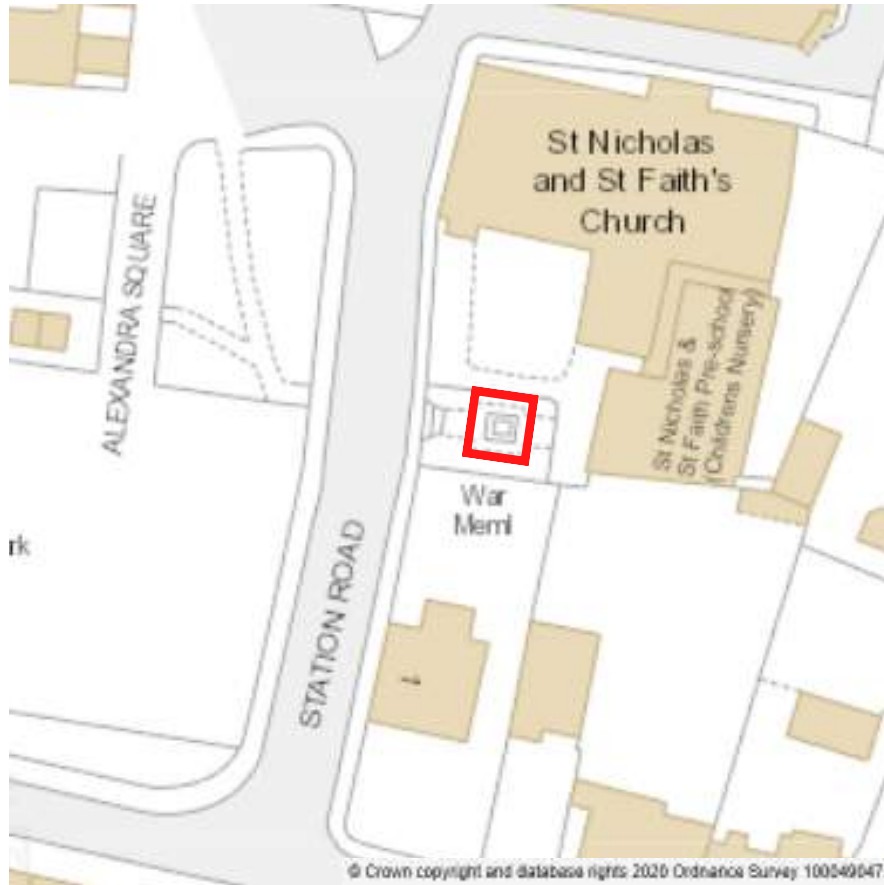 St Nicholas
and St Faith's
Church
ALEXANDRA SQUARE
St Nicholas &
St Faith Pre-school
(Childrens Nursery)
War
Meml
rk
STATION ROAD
1
© Crown copyright and database rights 2020 Ordnance Survey 100049047